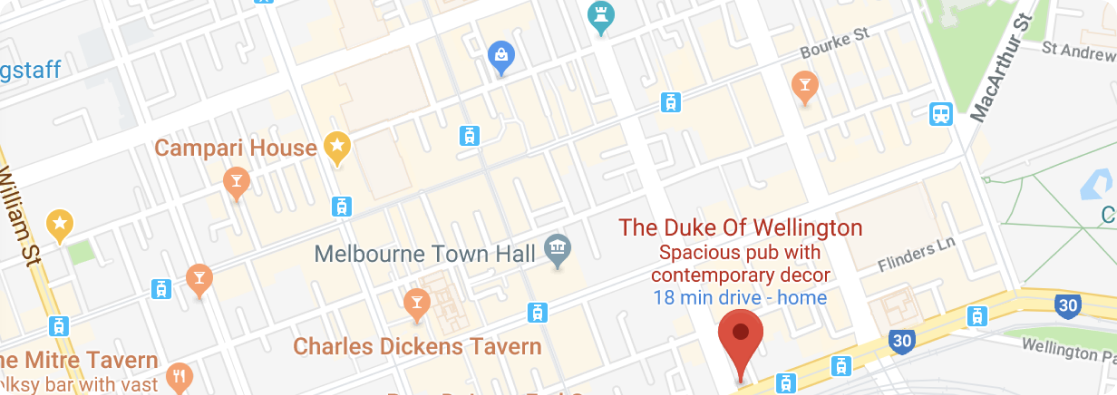 Bourke St
MacArthur St
St Andrew
gstaff
Campari House
William St
The Duke Of Wellington
Spacious pub with
contemporary decor
18 min drive - home
Melbourne Town Hall
Flinders Ln
C
30
30
Charles Dickens Tavern
ne Mitre Tavern
olksy bar with vast
Wellington Pa